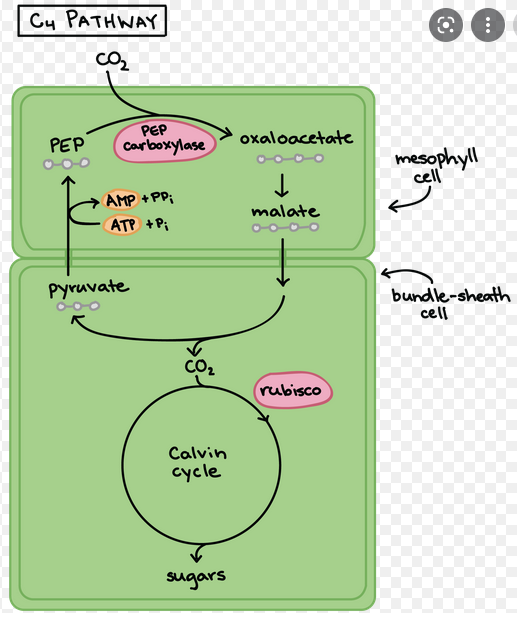 C4 PATHWAY
CO2
PEP
PEP
carboxylase
oxaloacetate
mesophyll
cell
AMP +PPi
ATP +Pi
malate
pyruvate
bundle-sheath
cell
CO2
rubisco
Calvin
cycle
sugars